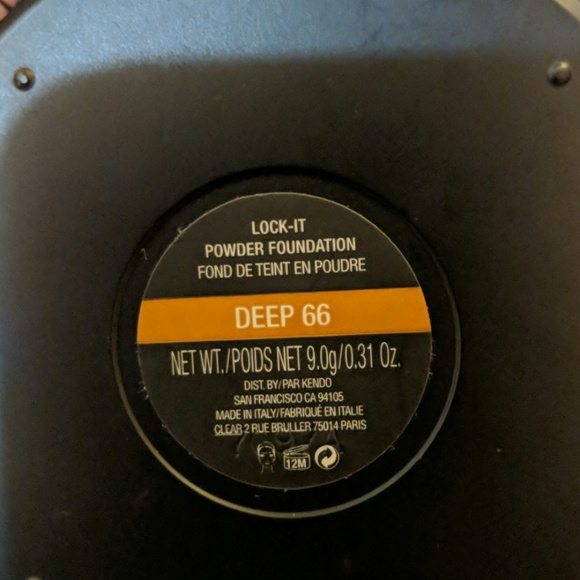 LOCK-IT
POWDER FOUNDATION
FOND DE TEINT EN POUDRE
DEEP 66
NET WT./POIDS NET 9.0g/0.31 Oz.
DIST. BY/PAR KENDO
SAN FRANCISCO CA 94105
MADE IN ITALY/FABRIQUÉ EN ITALIE
CLEAR 2 RUE BRULLER 75014 PARIS
12M